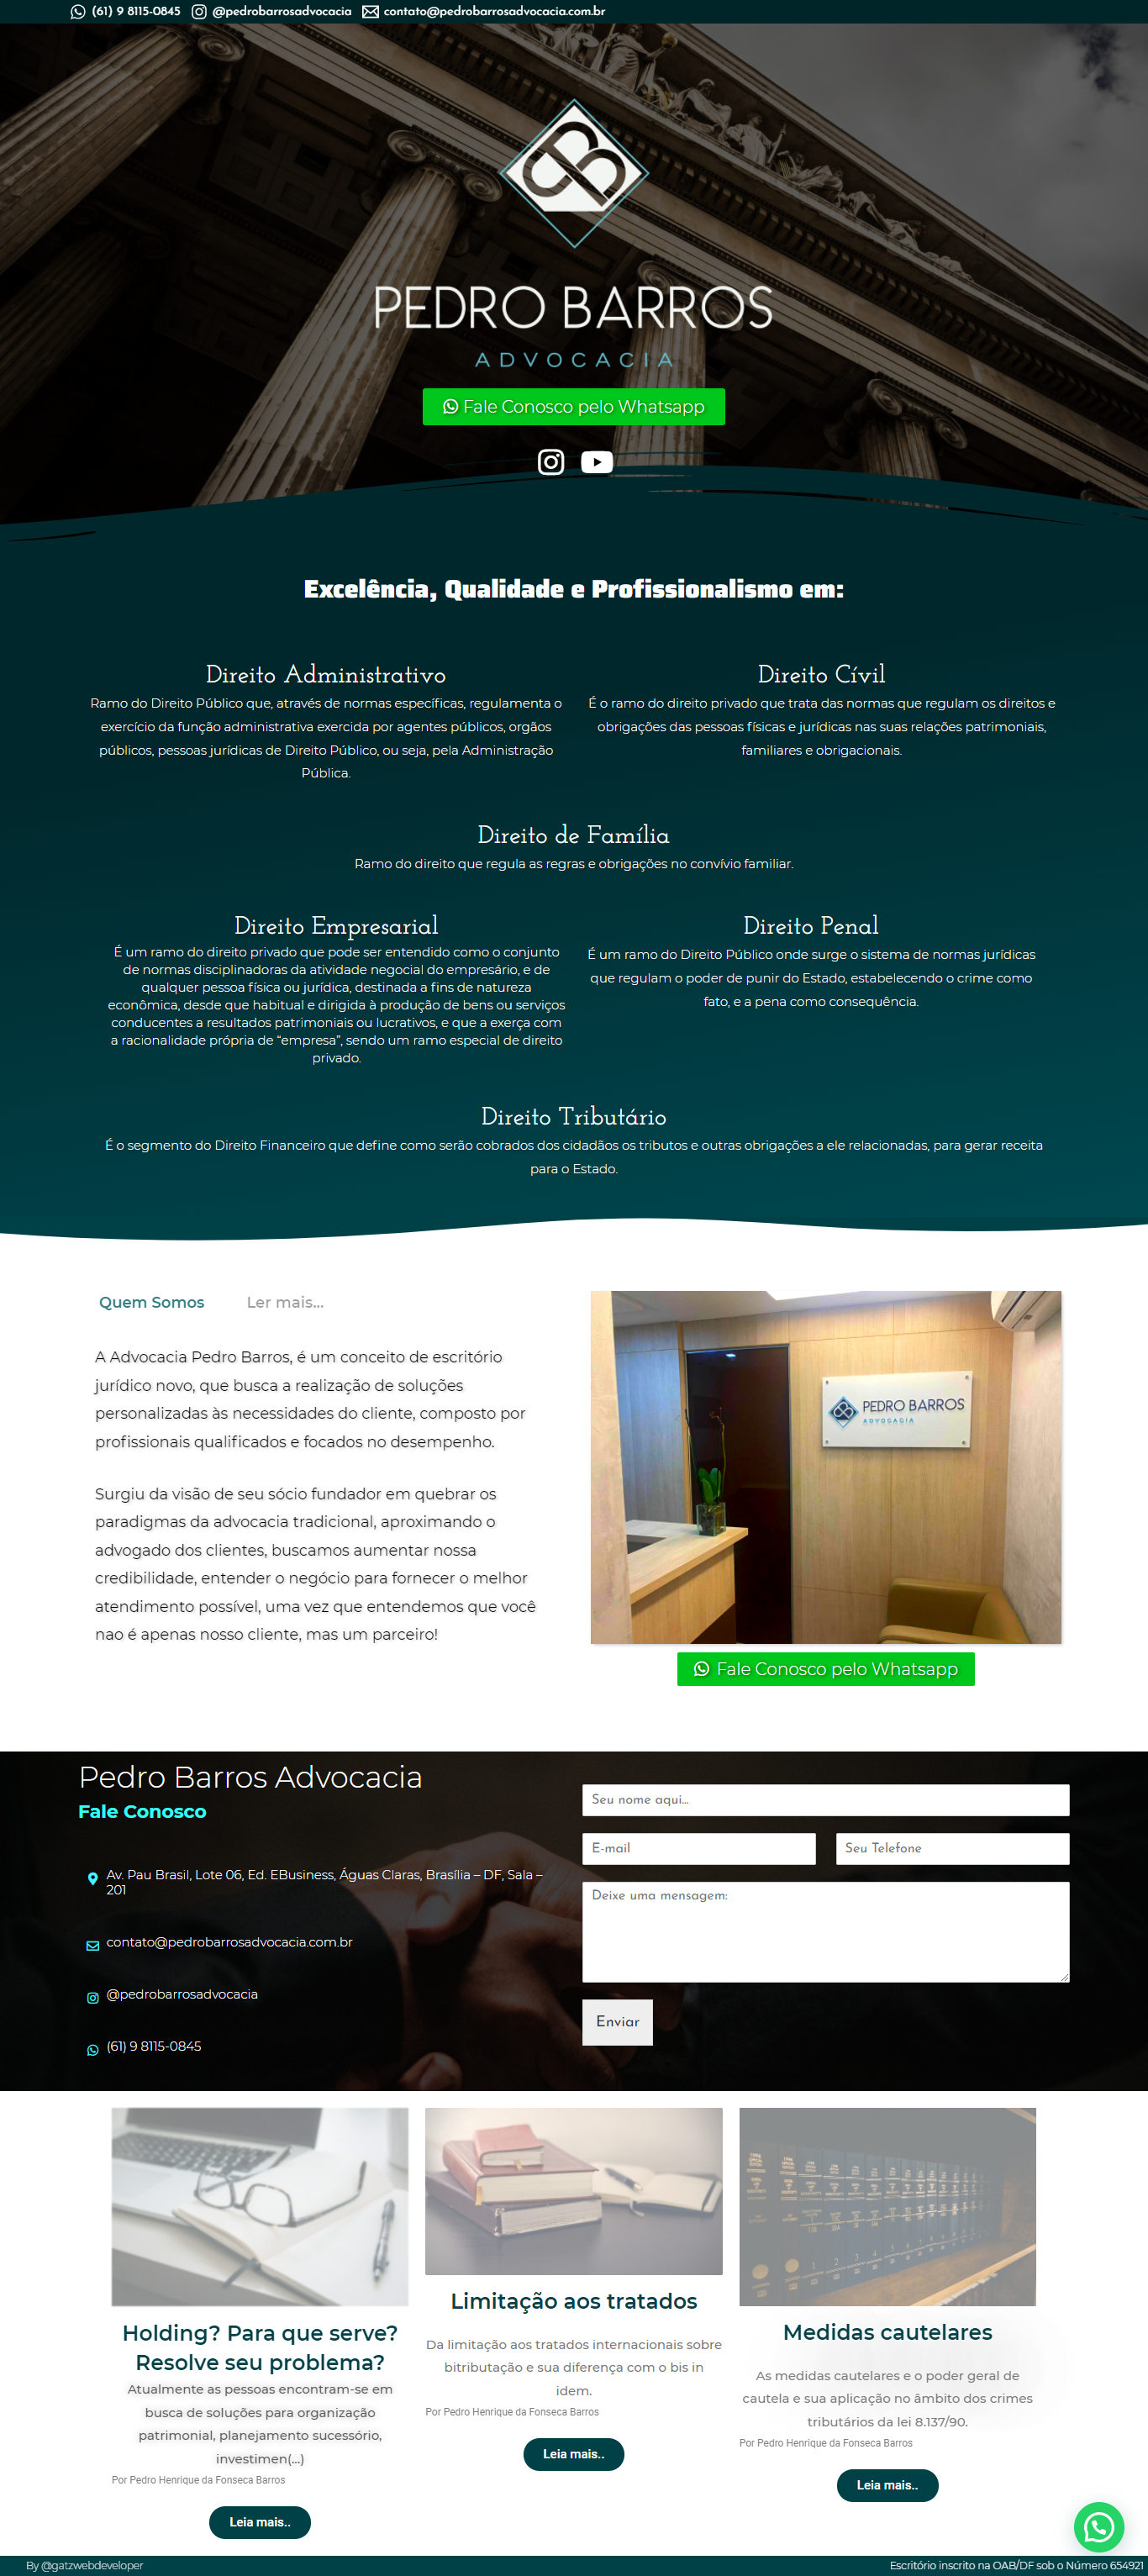 (61) 9 8115-0845 @pedrobarrosadvocacia contato@pedrobarrosadvocacia.com.br
PEDRO BARROS
ADVOCACIA
Fale Conosco pelo Whatsapp
Excelência, Qualidade e Profissionalismo em:
Direito Administrativo
Ramo do Direito Público que, através de normas específicas, regulamenta o
exercício da função administrativa exercida por agentes públicos, orgãos
públicos, pessoas jurídicas de Direito Público, ou seja, pela Administração
Pública.
Direito Cívil
É o ramo do direito privado que trata das normas que regulam os direitos e
obrigações das pessoas físicas e jurídicas nas suas relações patrimoniais,
familiares e obrigacionais.
Direito de Família
Ramo do direito que regula as regras e obrigações no convívio familiar.
Direito Empresarial
É um ramo do direito privado que pode ser entendido como o conjunto
de normas disciplinadoras da atividade negocial do empresário, e de
qualquer pessoa física ou jurídica, destinada a fins de natureza
econômica, desde que habitual e dirigida à produção de bens ou serviços
conducentes a resultados patrimoniais ou lucrativos, e que a exerça com
a racionalidade própria de “empresa”, sendo um ramo especial de direito
privado.
Direito Penal
É um ramo do Direito Público onde surge o sistema de normas jurídicas
que regulam o poder de punir do Estado, estabelecendo o crime como
fato, e a pena como consequência.
Direito Tributário
É o segmento do Direito Financeiro que define como serão cobrados dos cidadãos os tributos e outras obrigações a ele relacionadas, para gerar receita
para o Estado.
Quem Somos Ler mais...
A Advocacia Pedro Barros, é um conceito de escritório
jurídico novo, que busca a realização de soluções
personalizadas às necessidades do cliente, composto por
profissionais qualificados e focados no desempenho.
Surgiu da visão de seu sócio fundador em quebrar os
paradigmas da advocacia tradicional, aproximando o
advogado dos clientes, buscamos aumentar nossa
credibilidade, entender o negócio para fornecer o melhor
atendimento possível, uma vez que entendemos que você
nao é apenas nosso cliente, mas um parceiro!
PEDRO BARROS
ADVOCACIA
Fale Conosco pelo Whatsapp
Pedro Barros Advocacia
Fale Conosco
Av. Pau Brasil, Lote 06, Ed. EBusiness, Águas Claras, Brasília – DF, Sala –
201
contato@pedrobarrosadvocacia.com.br
@pedrobarrosadvocacia
(61) 9 8115-0845
Seu nome aqui...
E-mail Seu Telefone
Deixe uma mensagem:
Enviar
Holding? Para que serve?
Resolve seu problema?
Atualmente as pessoas encontram-se em
busca de soluções para organização
patrimonial, planejamento sucessório,
investimen(...)
Por Pedro Henrique da Fonseca Barros
Leia mais..
Limitação aos tratados
Da limitação aos tratados internacionais sobre
bitributação e sua diferença com o bis in
idem.
Por Pedro Henrique da Fonseca Barros
Leia mais..
Medidas cautelares
As medidas cautelares e o poder geral de
cautela e sua aplicação no âmbito dos crimes
tributários da lei 8.137/90.
Por Pedro Henrique da Fonseca Barros
Leia mais..
By @gatzwebdeveloper Escritório inscrito na OAB/DF sob o Número 654921